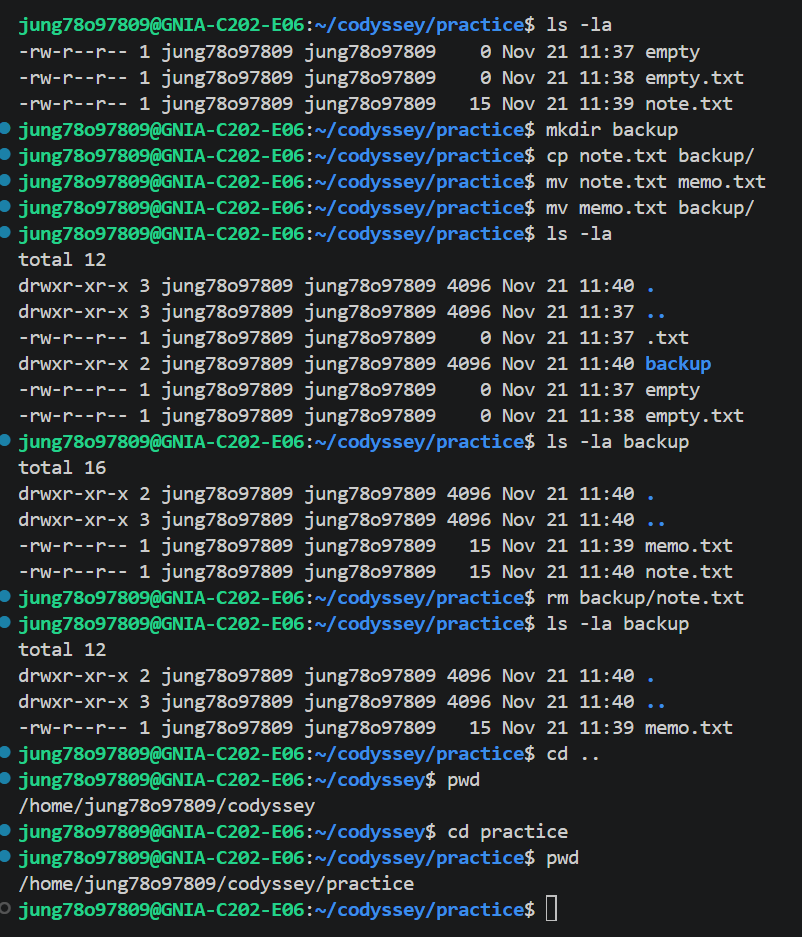 jung78o97809@GNIA-C202-E06:~/codyssey/practice$ ls -la
-rw-r--r-- 1 jung78o97809 jung78o97809    0 Nov 21 11:37 empty
-rw-r--r-- 1 jung78o97809 jung78o97809    0 Nov 21 11:38 empty.txt
-rw-r--r-- 1 jung78o97809 jung78o97809   15 Nov 21 11:39 note.txt
jung78o97809@GNIA-C202-E06:~/codyssey/practice$ mkdir backup
jung78o97809@GNIA-C202-E06:~/codyssey/practice$ cp note.txt backup/
jung78o97809@GNIA-C202-E06:~/codyssey/practice$ mv note.txt memo.txt
jung78o97809@GNIA-C202-E06:~/codyssey/practice$ mv memo.txt backup/
jung78o97809@GNIA-C202-E06:~/codyssey/practice$ ls -la
total 12
drwxr-xr-x 3 jung78o97809 jung78o97809 4096 Nov 21 11:40 .
drwxr-xr-x 3 jung78o97809 jung78o97809 4096 Nov 21 11:37 ..
-rw-r--r-- 1 jung78o97809 jung78o97809    0 Nov 21 11:37 .txt
drwxr-xr-x 2 jung78o97809 jung78o97809 4096 Nov 21 11:40 backup
-rw-r--r-- 1 jung78o97809 jung78o97809    0 Nov 21 11:37 empty
-rw-r--r-- 1 jung78o97809 jung78o97809    0 Nov 21 11:38 empty.txt
jung78o97809@GNIA-C202-E06:~/codyssey/practice$ ls -la backup
total 16
drwxr-xr-x 2 jung78o97809 jung78o97809 4096 Nov 21 11:40 .
drwxr-xr-x 3 jung78o97809 jung78o97809 4096 Nov 21 11:40 ..
-rw-r--r-- 1 jung78o97809 jung78o97809   15 Nov 21 11:39 memo.txt
-rw-r--r-- 1 jung78o97809 jung78o97809   15 Nov 21 11:40 note.txt
jung78o97809@GNIA-C202-E06:~/codyssey/practice$ rm backup/note.txt
jung78o97809@GNIA-C202-E06:~/codyssey/practice$ ls -la backup
total 12
drwxr-xr-x 2 jung78o97809 jung78o97809 4096 Nov 21 11:40 .
drwxr-xr-x 3 jung78o97809 jung78o97809 4096 Nov 21 11:40 ..
-rw-r--r-- 1 jung78o97809 jung78o97809   15 Nov 21 11:39 memo.txt
jung78o97809@GNIA-C202-E06:~/codyssey/practice$ cd ..
jung78o97809@GNIA-C202-E06:~/codyssey$ pwd
/home/jung78o97809/codyssey
jung78o97809@GNIA-C202-E06:~/codyssey$ cd practice
jung78o97809@GNIA-C202-E06:~/codyssey/practice$ pwd
/home/jung78o97809/codyssey/practice
jung78o97809@GNIA-C202-E06:~/codyssey/practice$